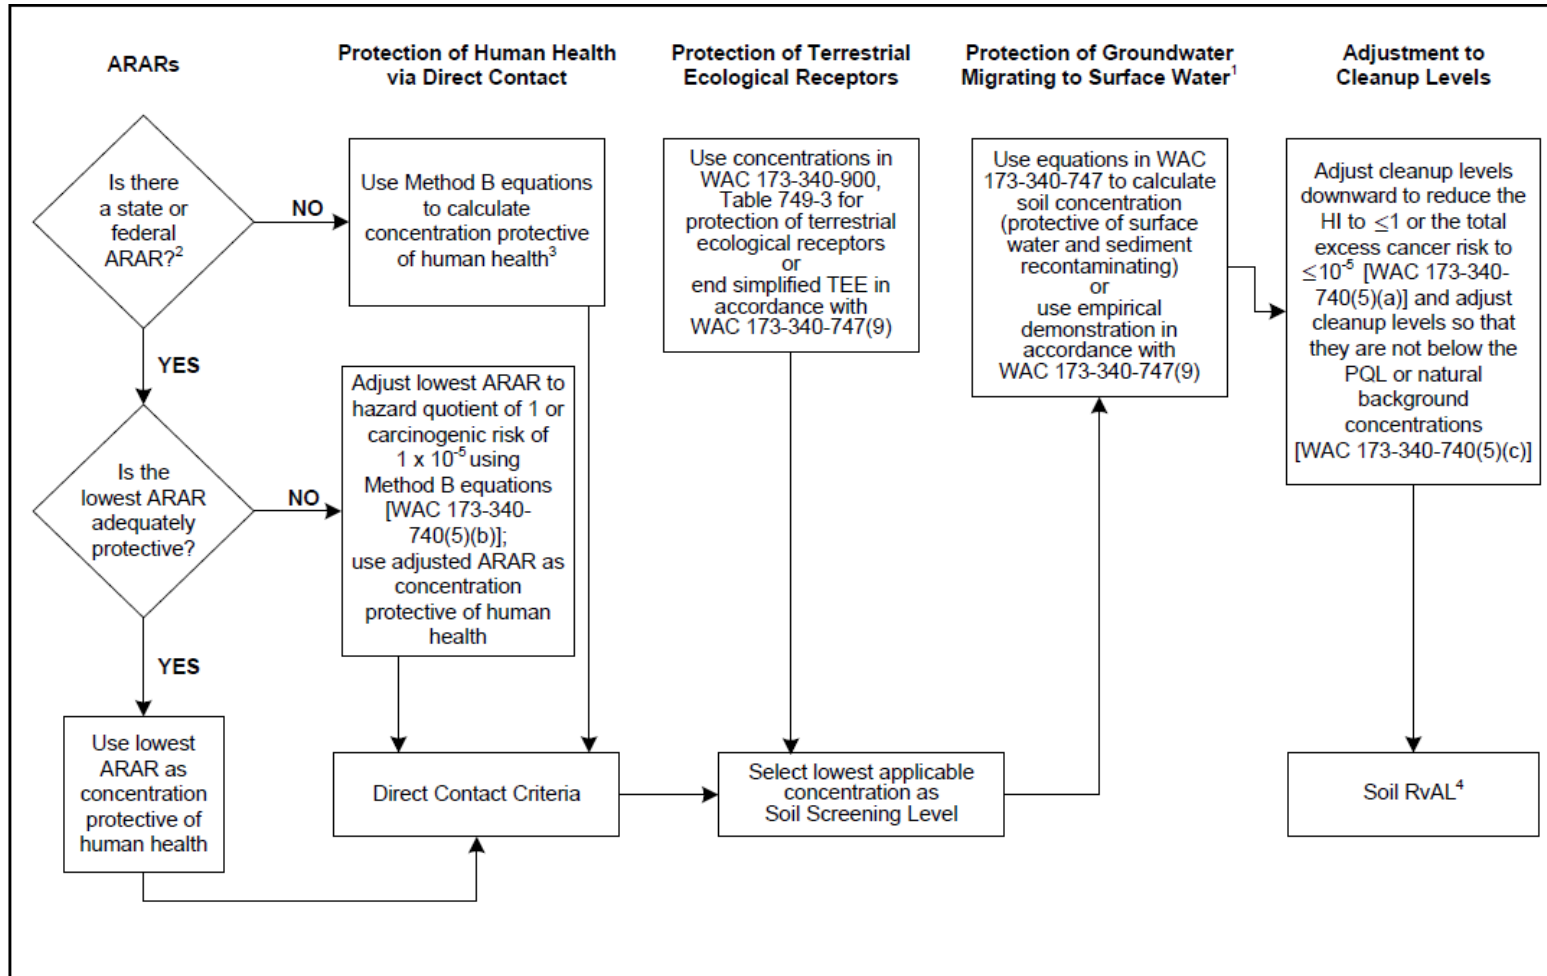 ARARs
Protection of Human Health
via Direct Contact
Protection of Terrestrial
Ecological Receptors
Protection of Groundwater
Migrating to Surface Water¹
Adjustment to
Cleanup Levels
Is there
a state or
federal
ARAR?²
NO
Use Method B equations
to calculate
concentration protective
of human health³
Use concentrations in
WAC 173-340-900,
Table 749-3 for
protection of terrestrial
ecological receptors
or
end simplified TEE in
accordance with
WAC 173-340-747(9)
Use equations in WAC
173-340-747 to calculate
soil concentration
(protective of surface
water and sediment
recontaminating)
or
use empirical
demonstration in
accordance with
WAC 173-340-747(9)
Adjust cleanup levels
downward to reduce the
HI to ≤1 or the total
excess cancer risk to
≤10⁻⁵ [WAC 173-340-
740(5)(a)] and adjust
cleanup levels so that
they are not below the
PQL or natural
background
concentrations
[WAC 173-340-740(5)(c)]
YES
Is the
lowest ARAR
adequately
protective?
NO
Adjust lowest ARAR to
hazard quotient of 1 or
carcinogenic risk of
1 x 10⁻⁵ using
Method B equations
[WAC 173-340-
740(5)(b)];
use adjusted ARAR as
concentration
protective of human
health
YES
Use lowest
ARAR as
concentration
protective of
human health
Direct Contact Criteria
Select lowest applicable
concentration as
Soil Screening Level
Soil RvAL⁴